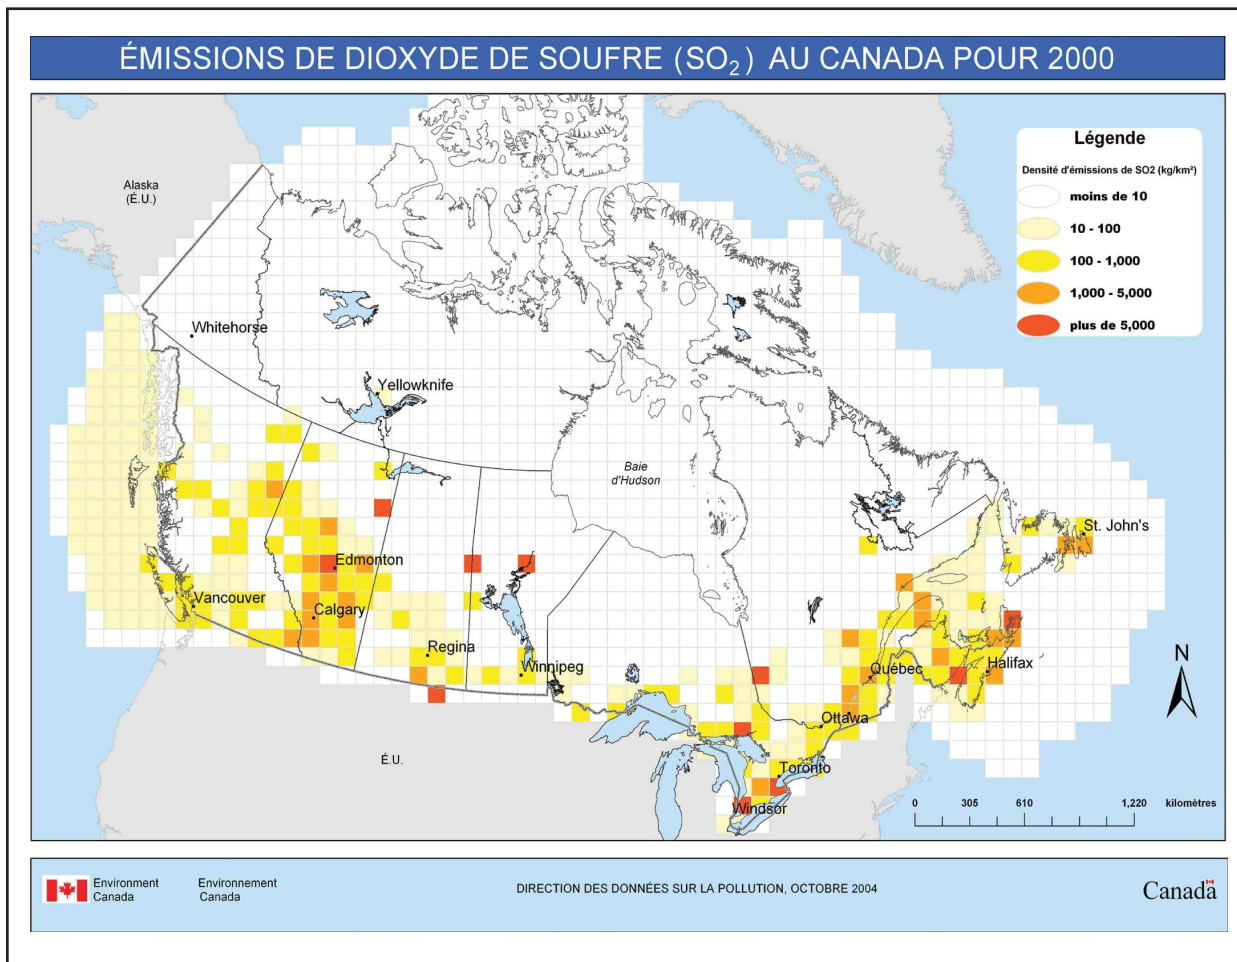 ÉMISSIONS DE DIOXYDE DE SOUFRE (SO₂) AU CANADA POUR 2000
Légende
Densité d'émissions de SO2 (kg/km²)
moins de 10
10 - 100
100 - 1,000
1,000 - 5,000
plus de 5,000
Alaska
(É.U.)
Whitehorse
Yellowknife
Baie
d'Hudson
St. John's
Edmonton
Vancouver
Calgary
Regina
Winnipeg
Québec
Halifax
Ottawa
N
É.U.
Toronto
Windsor
0 305 610 1,220 kilomètres
Environment
Canada
Environnement
Canada
DIRECTION DES DONNÉES SUR LA POLLUTION, OCTOBRE 2004
Canada